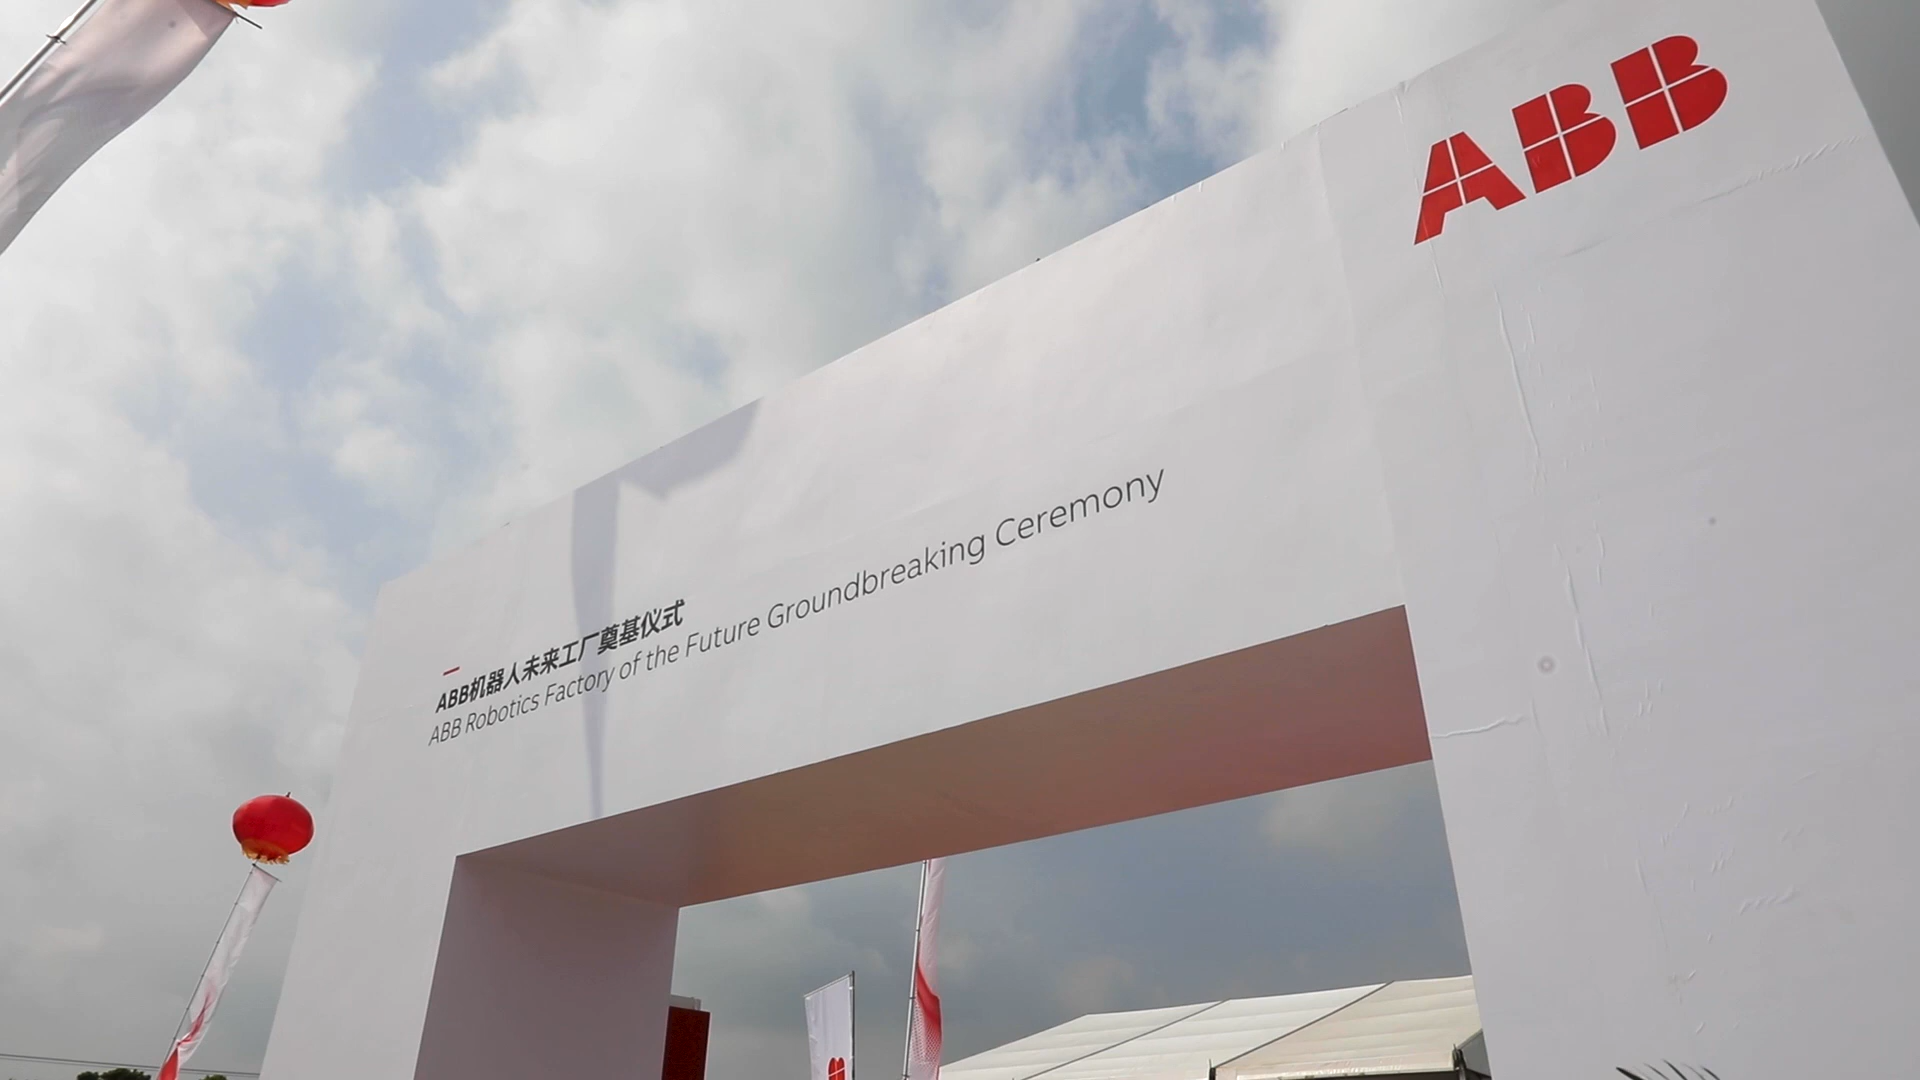 ABB
ABB机器人未来工厂奠基仪式
ABB Robotics Factory of the Future Groundbreaking Ceremony